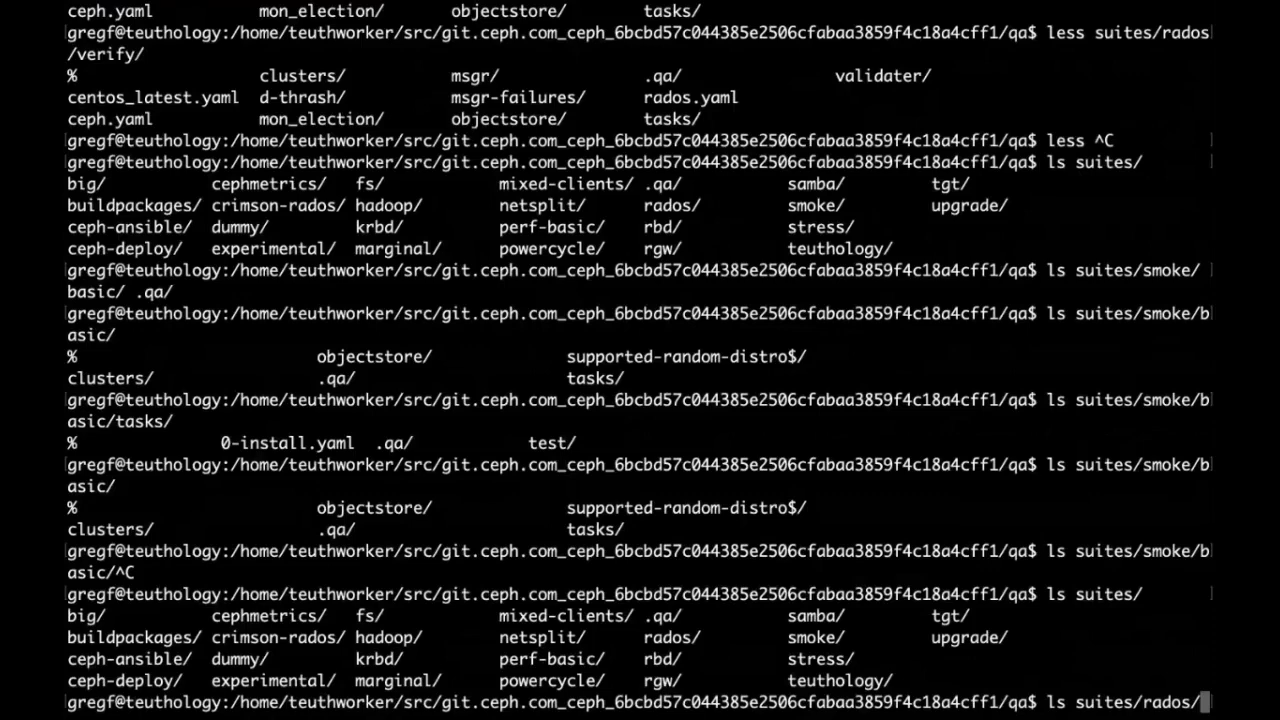 ceph.yaml mon_election/ objectstore/ tasks/
gregf@teuthology:/home/teuthworker/src/git.ceph.com_ceph_6bcbd57c044385e2506cfabaa3859f4c18a4cff1/qa$ less suites/rados
/verify/
% clusters/ msgr/ .qa/ validater/
centos_latest.yaml d-thrash/ msgr-failures/ rados.yaml
ceph.yaml mon_election/ objectstore/ tasks/
gregf@teuthology:/home/teuthworker/src/git.ceph.com_ceph_6bcbd57c044385e2506cfabaa3859f4c18a4cff1/qa$ less ^C
gregf@teuthology:/home/teuthworker/src/git.ceph.com_ceph_6bcbd57c044385e2506cfabaa3859f4c18a4cff1/qa$ ls suites/
big/ cephmetrics/ fs/ mixed-clients/ .qa/ samba/ tgt/
buildpackages/ crimson-rados/ hadoop/ netsplit/ rados/ smoke/ upgrade/
ceph-ansible/ dummy/ krbd/ perf-basic/ rbd/ stress/
ceph-deploy/ experimental/ marginal/ powercycle/ rgw/ teuthology/
gregf@teuthology:/home/teuthworker/src/git.ceph.com_ceph_6bcbd57c044385e2506cfabaa3859f4c18a4cff1/qa$ ls suites/smoke/
basic/ .qa/
gregf@teuthology:/home/teuthworker/src/git.ceph.com_ceph_6bcbd57c044385e2506cfabaa3859f4c18a4cff1/qa$ ls suites/smoke/b
asic/
% objectstore/ supported-random-distro$/
clusters/ .qa/ tasks/
gregf@teuthology:/home/teuthworker/src/git.ceph.com_ceph_6bcbd57c044385e2506cfabaa3859f4c18a4cff1/qa$ ls suites/smoke/b
asic/tasks/
% 0-install.yaml .qa/ test/
gregf@teuthology:/home/teuthworker/src/git.ceph.com_ceph_6bcbd57c044385e2506cfabaa3859f4c18a4cff1/qa$ ls suites/smoke/b
asic/
% objectstore/ supported-random-distro$/
clusters/ .qa/ tasks/
gregf@teuthology:/home/teuthworker/src/git.ceph.com_ceph_6bcbd57c044385e2506cfabaa3859f4c18a4cff1/qa$ ls suites/smoke/b
asic/^C
gregf@teuthology:/home/teuthworker/src/git.ceph.com_ceph_6bcbd57c044385e2506cfabaa3859f4c18a4cff1/qa$ ls suites/
big/ cephmetrics/ fs/ mixed-clients/ .qa/ samba/ tgt/
buildpackages/ crimson-rados/ hadoop/ netsplit/ rados/ smoke/ upgrade/
ceph-ansible/ dummy/ krbd/ perf-basic/ rbd/ stress/
ceph-deploy/ experimental/ marginal/ powercycle/ rgw/ teuthology/
gregf@teuthology:/home/teuthworker/src/git.ceph.com_ceph_6bcbd57c044385e2506cfabaa3859f4c18a4cff1/qa$ ls suites/rados/